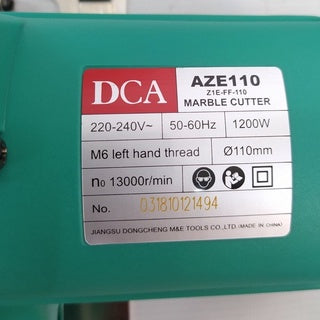 DCA
AZE110
Z1E-FF-110
MARBLE CUTTER
220-240V~ 50-60Hz 1200W
M6 left hand thread Ø110mm
n₀ 13000r/min
No. 031810121494
JIANGSU DONGCHENG M&E TOOLS CO.,LTD. (MADE IN CHINA)